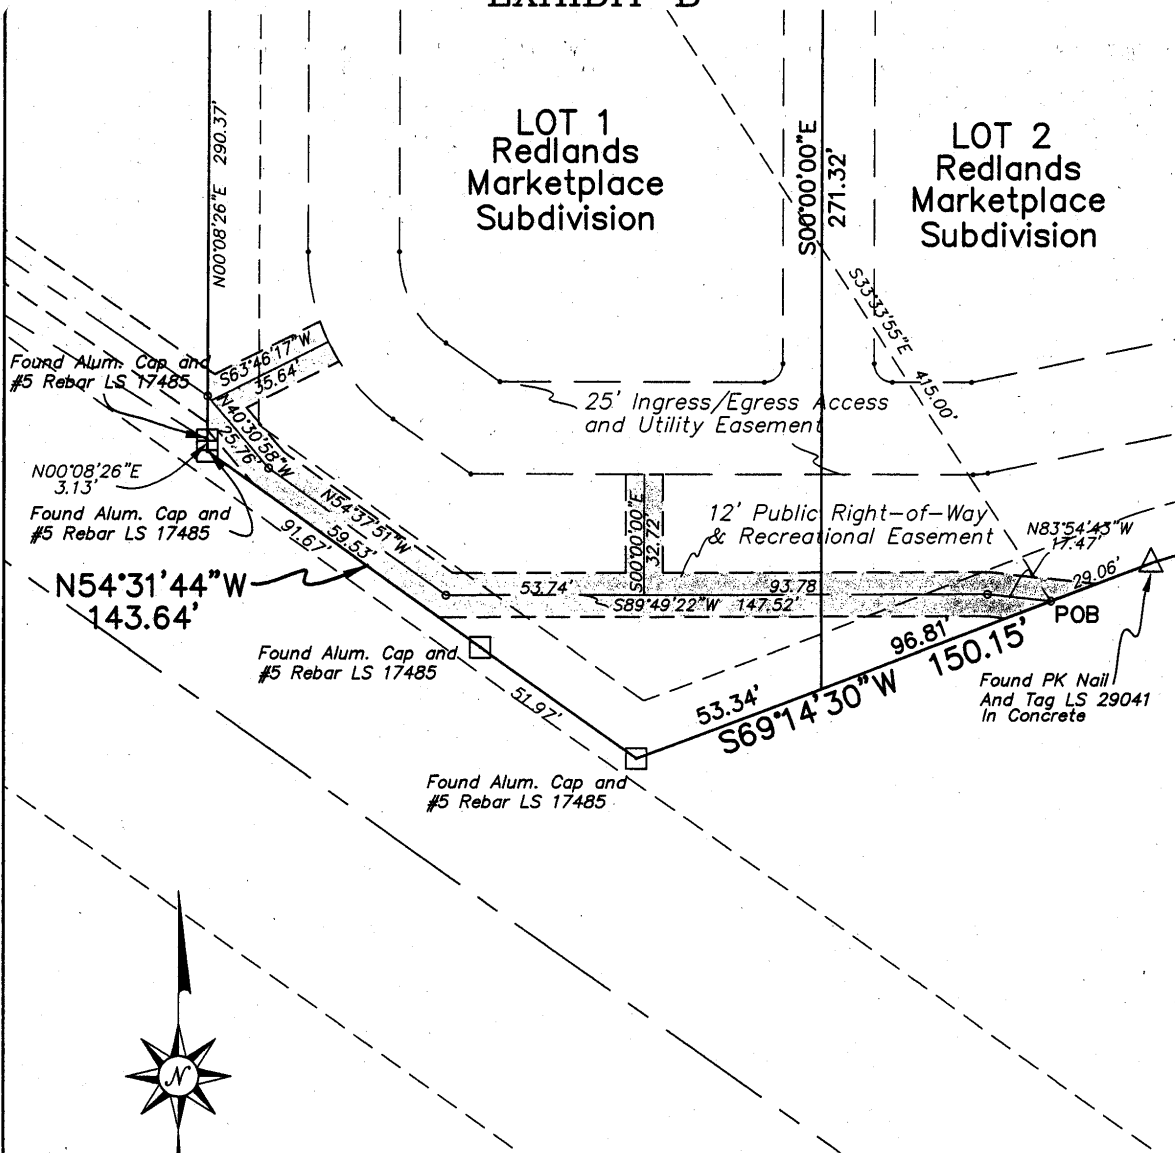 LOT 1
Redlands
Marketplace
Subdivision
LOT 2
Redlands
Marketplace
Subdivision
N00°08'26"E 290.37'
S00°00'00"E
271.32'
S33°33'55"E
415.00'
Found Alum. Cap and
#5 Rebar LS 17485
S63°46'17"W
35.64'
N40°30'58"W
25.76'
25' Ingress/Egress Access
and Utility Easement
N00°08'26"E
3.13'
Found Alum. Cap and
#5 Rebar LS 17485
N54°37'51"W
59.53'
91.67'
S00°00'00"E
32.72'
12' Public Right-of-Way
& Recreational Easement
N83°54'43"W
17.47'
N54°31'44"W
143.64'
53.74'
93.78
S89°49'22"W 147.52'
29.06'
POB
96.81'
150.15'
53.34'
S69°14'30"W
Found Alum. Cap and
#5 Rebar LS 17485
51.97'
Found PK Nail
And Tag LS 29041
In Concrete
Found Alum. Cap and
#5 Rebar LS 17485
N